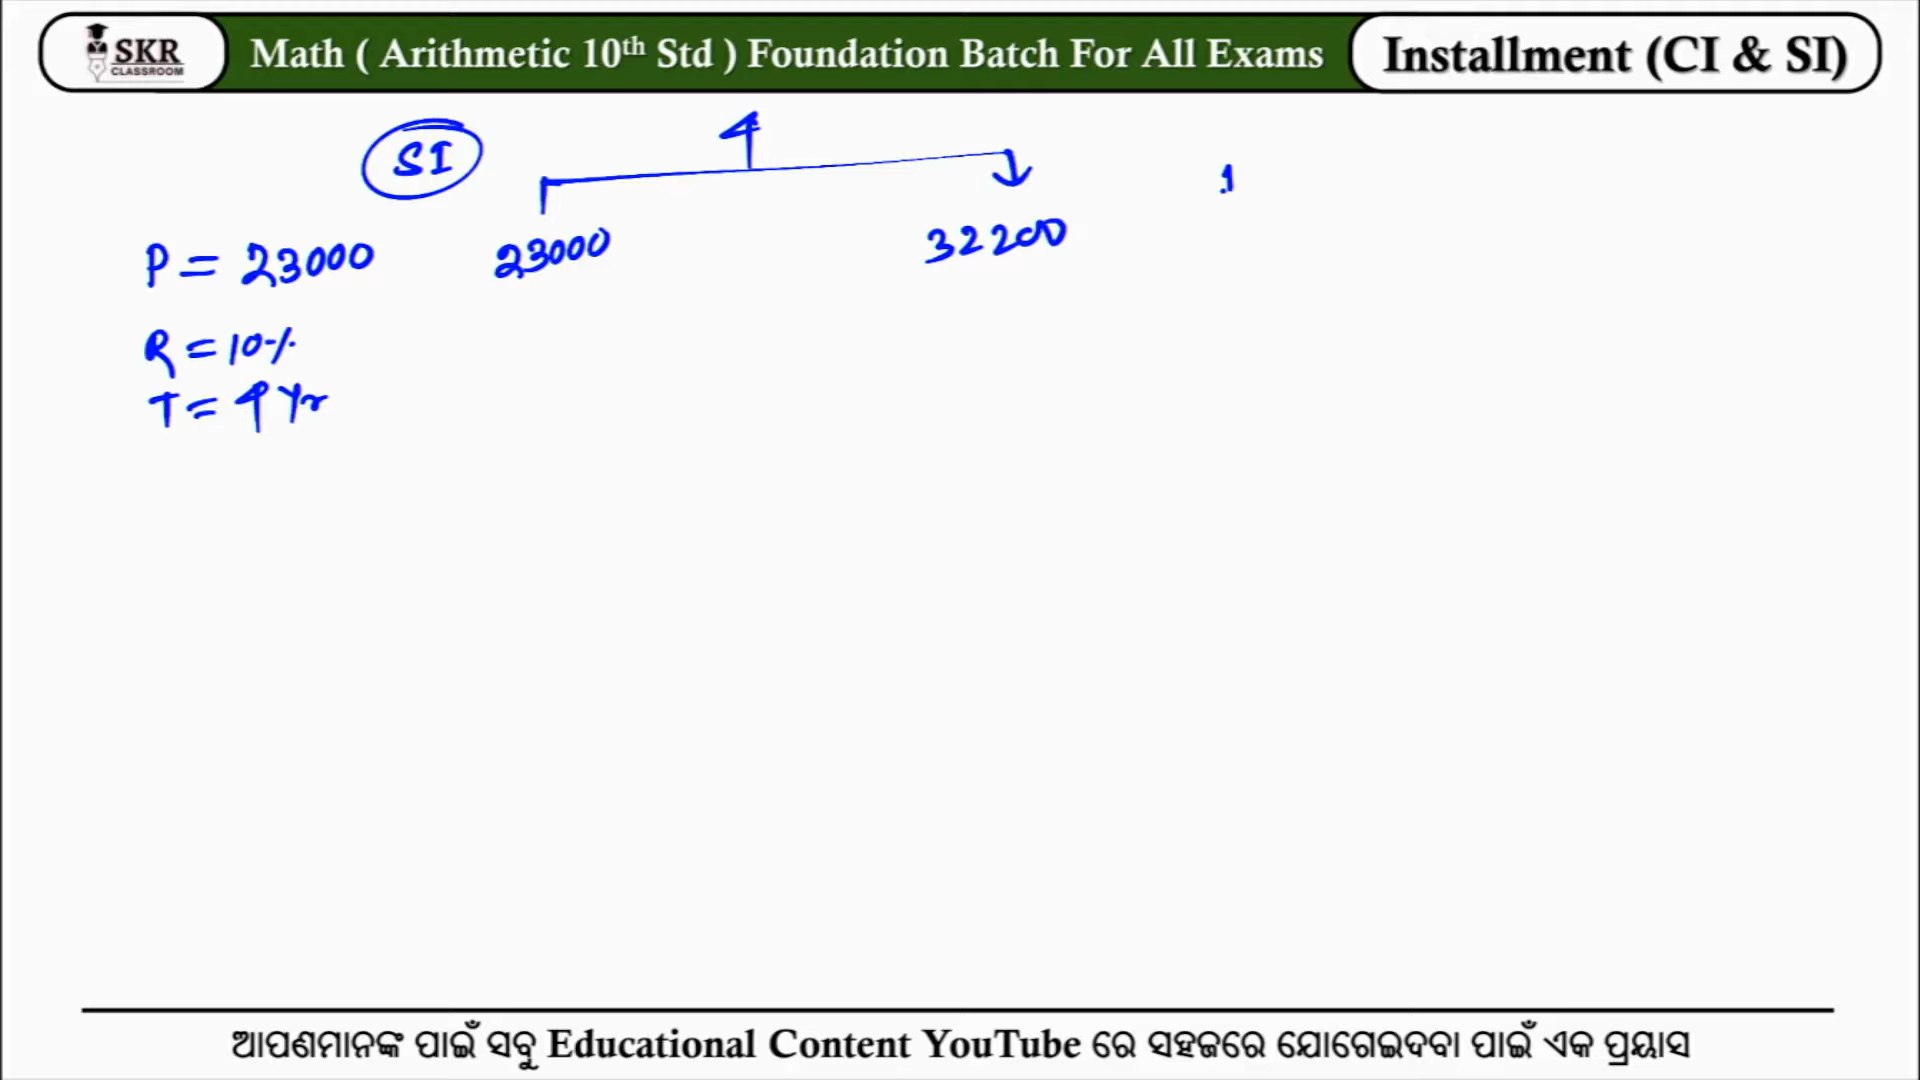 SKR
CLASSROOM
Math ( Arithmetic 10th Std ) Foundation Batch For All Exams
Installment (CI & SI)
SI
4
1
P = 23000
23000
32200
R = 10%
T = 4 Yr
ଆପଣମାନଙ୍କ ପାଇଁ ସବୁ Educational Content YouTube ରେ ସହଜରେ ଯୋଗେଇଦବା ପାଇଁ ଏକ ପ୍ରୟାସ